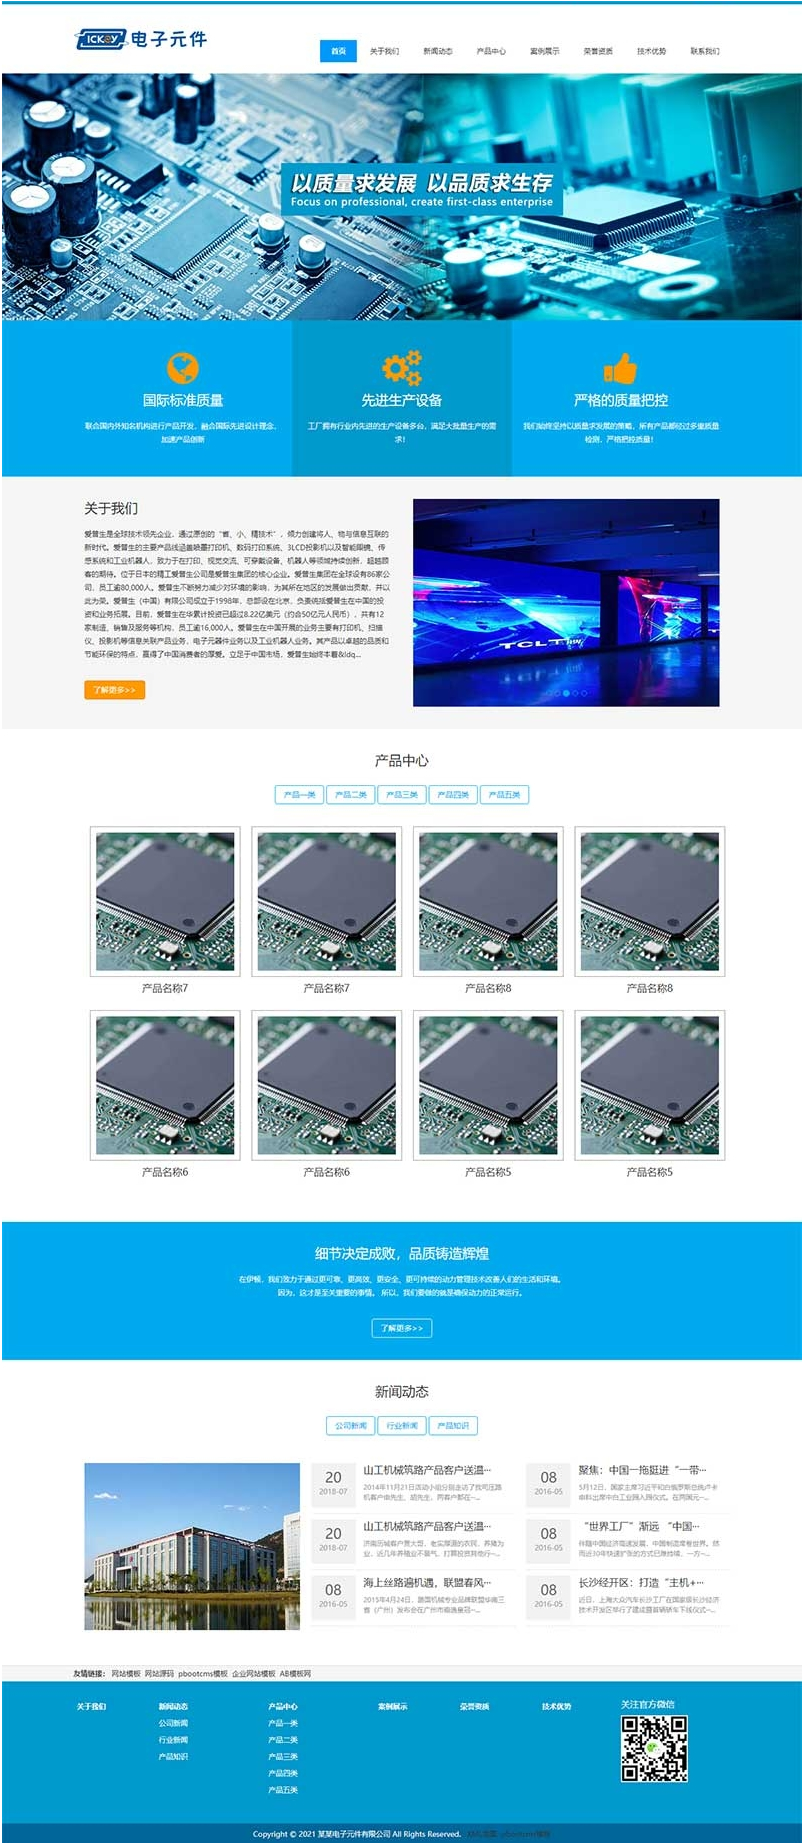 ICKEY 电子元件
首页 关于我们 新闻动态 产品中心 案例展示 荣誉资质 技术优势 联系我们
以质量求发展 以品质求生存
Focus on professional, create first-class enterprise
国际标准质量
联合国内外知名机构进行产品开发，融合国际先进设计理念，
加速产品创新
先进生产设备
工厂拥有行业内先进的生产设备多台，满足大批量生产的需
求！
严格的质量把控
我们始终坚持以质量求发展的策略，所有产品都经过多重质量
检测，严格把控质量！
关于我们
爱普生是全球技术领先企业，通过原创的“省、小、精技术”，倾力创建将人、物与信息互联的
新时代。爱普生的主要产品线涵盖喷墨打印机、数码打印系统、3LCD投影机以及智能眼镜、传
感系统和工业机器人，致力于在打印、视觉交流、可穿戴设备、机器人等领域持续创新，超越顾
客的期待。位于日本的精工爱普生公司是爱普生集团的核心企业。爱普生集团在全球设有86家公
司，员工逾80,000人。爱普生不断努力减少对环境的影响，为其所在地区的发展做出贡献，并以
此为荣。爱普生（中国）有限公司成立于1998年，总部设在北京，负责统括爱普生在中国的投
资和业务拓展。目前，爱普生在华累计投资已超过8.22亿美元（约合50亿元人民币），共有12
家制造、销售及服务等机构，员工逾16,000人。爱普生在中国开展的业务主要有打印机、扫描
仪、投影机等信息关联产品业务，电子元器件业务以及工业机器人业务。其产品以卓越的品质和
节能环保的特点，赢得了中国消费者的厚爱。立足于中国市场，爱普生始终本着&ldq...
了解更多>>
TCL
产品中心
产品一类 产品二类 产品三类 产品四类 产品五类
产品名称7 产品名称7 产品名称8 产品名称8
产品名称6 产品名称6 产品名称5 产品名称5
细节决定成败，品质铸造辉煌
在伊顿，我们致力于通过更可靠、更高效、更安全、更可持续的动力管理技术改善人们的生活和环境。
因为，这才是至关重要的事情。 所以，我们要做的就是确保动力的正常运行。
了解更多>>
新闻动态
公司新闻 行业新闻 产品知识
20
2018-07
山工机械筑路产品客户送温···
2014年11月21日活动小组分别走访了我司压路
机客户由先生、胡先生，两客户都在~...
20
2018-07
山工机械筑路产品客户送温···
济南历城客户贾大哥，老实厚道的农民，养猪为
业，近几年养殖业不景气，打算投资其他行~...
08
2016-05
海上丝路遍机遇，联盟春风···
2015年4月24日，路面机械专业品牌联盟华南三
省（广州）发布会在广州市南逸皇冠~...
08
2016-05
聚焦：中国一拖挺进“一带···
5月12日，国家主席习近平和白俄罗斯总统卢卡
申科出席中白工业园入园仪式。在两国元~...
08
2016-05
“世界工厂”渐远 “中国···
伴随中国经济高速发展，中国制造席卷世界。然
而近30年快速扩张的方式已难持续，一方~...
08
2016-05
长沙经开区：打造“主机+···
近日，上海大众汽车长沙工厂在国家级长沙经济
技术开发区举行了建成暨首辆轿车下线仪式~...
友情链接： 网站模板 网站源码 pbootcms模板 企业网站模板 AB模板网
关于我们 新闻动态 产品中心 案例展示 荣誉资质 技术优势 关注官方微信
公司新闻 产品一类
行业新闻 产品二类
产品知识 产品三类
产品四类
产品五类
Copyright © 2021 某某电子元件有限公司 All Rights Reserved.